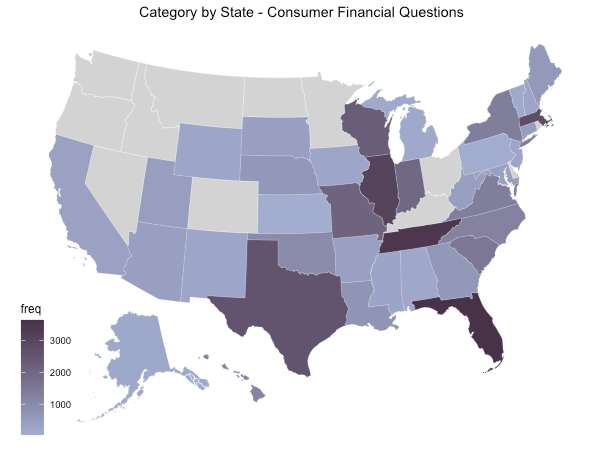 Category by State - Consumer Financial Questions
freq
3000
2000
1000